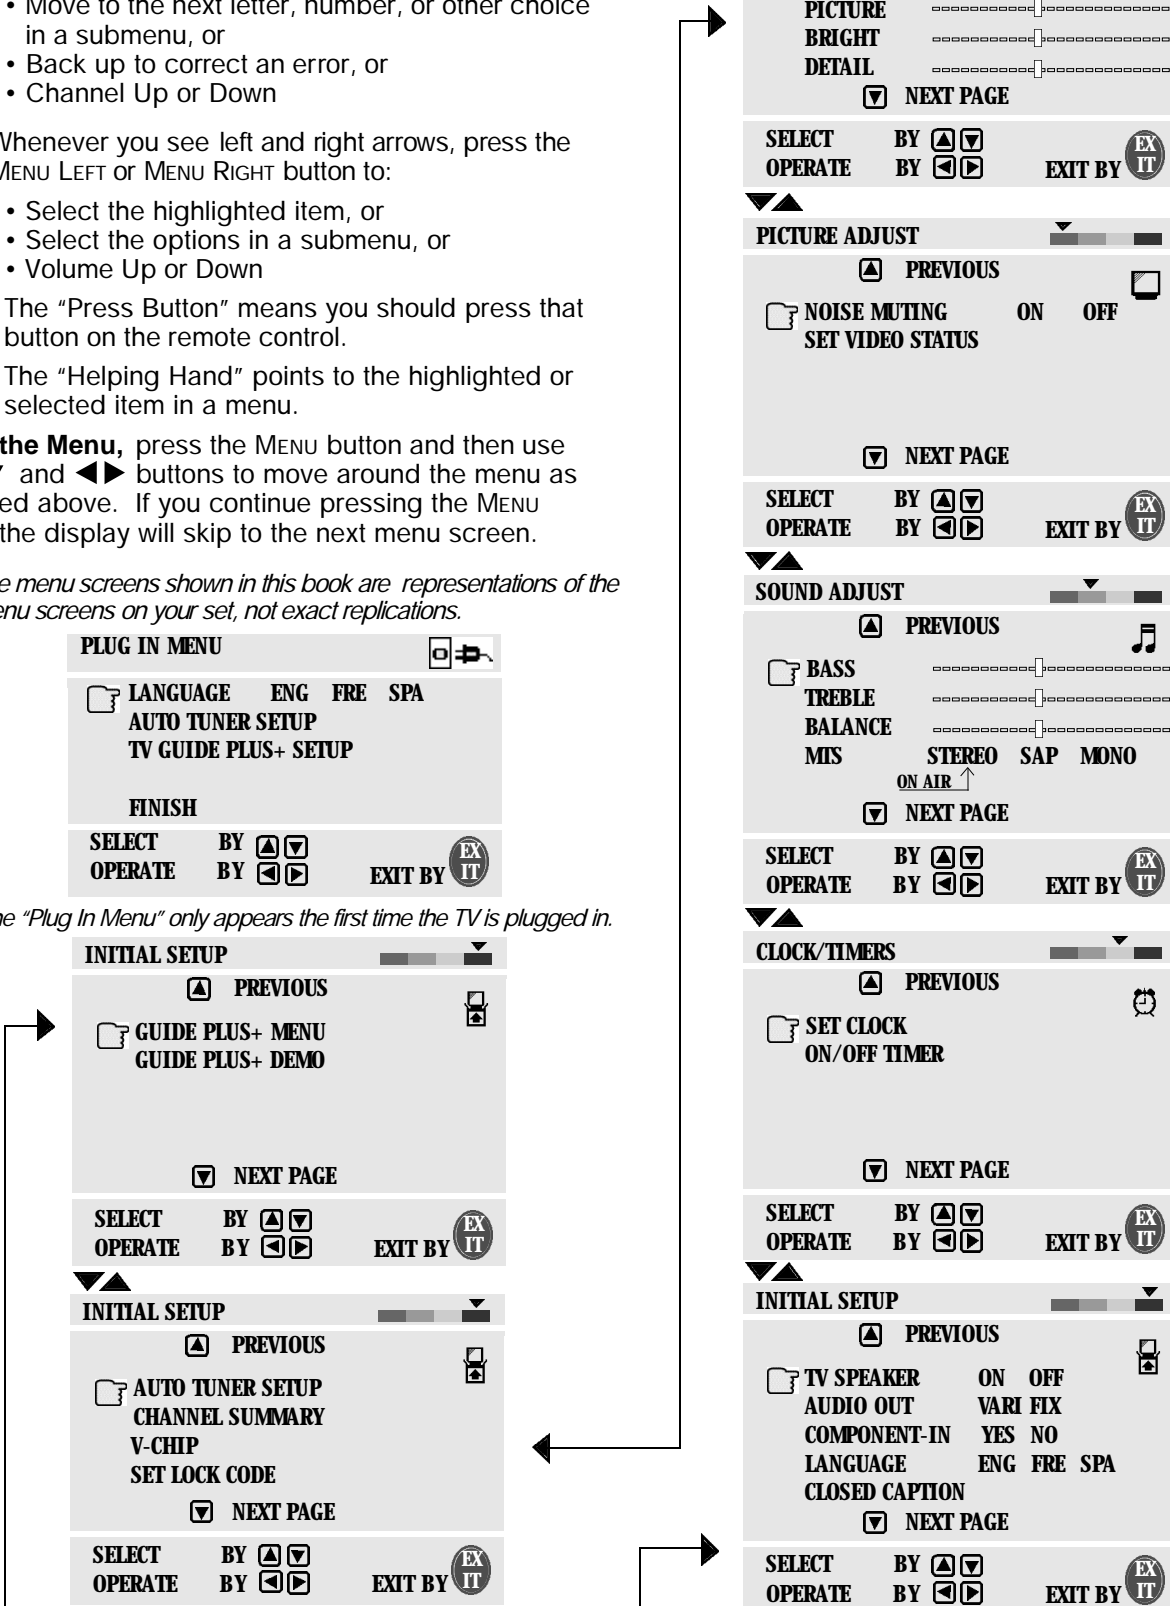 • Move to the next letter, number, or other choice
in a submenu, or
• Back up to correct an error, or
• Channel Up or Down
Whenever you see left and right arrows, press the
MENU LEFT or MENU RIGHT button to:
• Select the highlighted item, or
• Select the options in a submenu, or
• Volume Up or Down
The “Press Button” means you should press that
button on the remote control.
The “Helping Hand” points to the highlighted or
selected item in a menu.
the Menu, press the MENU button and then use
and ◀▶ buttons to move around the menu as
ed above. If you continue pressing the MENU
the display will skip to the next menu screen.
e menu screens shown in this book are representations of the
enu screens on your set, not exact replications.
PLUG IN MENU
LANGUAGE ENG FRE SPA
AUTO TUNER SETUP
TV GUIDE PLUS+ SETUP
FINISH
SELECT BY ▲▼
OPERATE BY ◀▶ EXIT BY EXIT
e “Plug In Menu” only appears the first time the TV is plugged in.
INITIAL SETUP
▲ PREVIOUS
GUIDE PLUS+ MENU
GUIDE PLUS+ DEMO
▼ NEXT PAGE
SELECT BY ▲▼
OPERATE BY ◀▶ EXIT BY EXIT
INITIAL SETUP
▲ PREVIOUS
AUTO TUNER SETUP
CHANNEL SUMMARY
V-CHIP
SET LOCK CODE
▼ NEXT PAGE
SELECT BY ▲▼
OPERATE BY ◀▶ EXIT BY EXIT
PICTURE
BRIGHT
DETAIL
▼ NEXT PAGE
SELECT BY ▲▼
OPERATE BY ◀▶ EXIT BY EXIT
PICTURE ADJUST
▲ PREVIOUS
NOISE MUTING ON OFF
SET VIDEO STATUS
▼ NEXT PAGE
SELECT BY ▲▼
OPERATE BY ◀▶ EXIT BY EXIT
SOUND ADJUST
▲ PREVIOUS
BASS
TREBLE
BALANCE
MTS STEREO SAP MONO
ON AIR
▼ NEXT PAGE
SELECT BY ▲▼
OPERATE BY ◀▶ EXIT BY EXIT
CLOCK/TIMERS
▲ PREVIOUS
SET CLOCK
ON/OFF TIMER
▼ NEXT PAGE
SELECT BY ▲▼
OPERATE BY ◀▶ EXIT BY EXIT
INITIAL SETUP
▲ PREVIOUS
TV SPEAKER ON OFF
AUDIO OUT VARI FIX
COMPONENT-IN YES NO
LANGUAGE ENG FRE SPA
CLOSED CAPTION
▼ NEXT PAGE
SELECT BY ▲▼
OPERATE BY ◀▶ EXIT BY EXIT